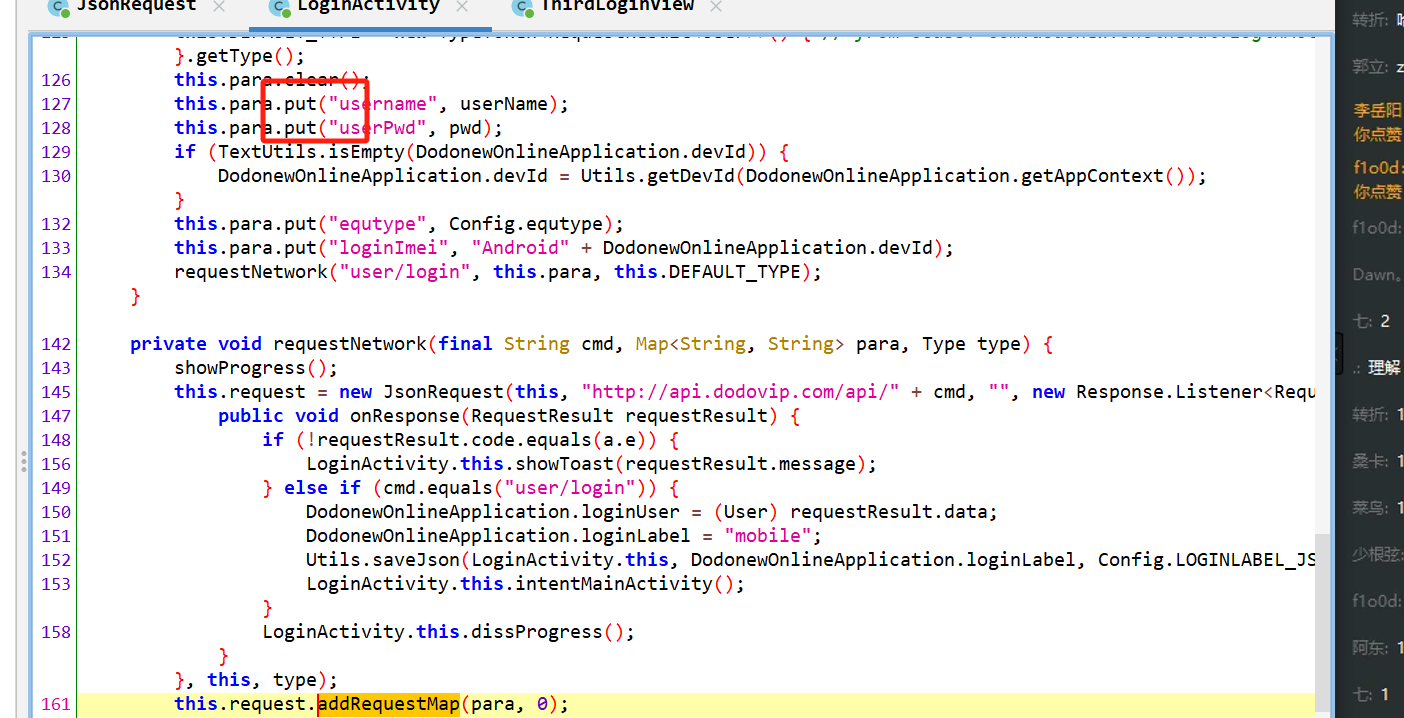 JsonRequest
LoginActivity
ThirdLoginView
}.getType();
126 this.para.clear();
127 this.para.put("username", userName);
128 this.para.put("userPwd", pwd);
129 if (TextUtils.isEmpty(DodonewOnlineApplication.devId)) {
130 DodonewOnlineApplication.devId = Utils.getDevId(DodonewOnlineApplication.getAppContext());
}
132 this.para.put("equtype", Config.equtype);
133 this.para.put("loginImei", "Android" + DodonewOnlineApplication.devId);
134 requestNetwork("user/login", this.para, this.DEFAULT_TYPE);
}
142 private void requestNetwork(final String cmd, Map<String, String> para, Type type) {
143 showProgress();
145 this.request = new JsonRequest(this, "http://api.dodovip.com/api/" + cmd, "", new Response.Listener<Requ
147 public void onResponse(RequestResult requestResult) {
148 if (!requestResult.code.equals(a.e)) {
156 LoginActivity.this.showToast(requestResult.message);
149 } else if (cmd.equals("user/login")) {
150 DodonewOnlineApplication.loginUser = (User) requestResult.data;
151 DodonewOnlineApplication.loginLabel = "mobile";
152 Utils.saveJson(LoginActivity.this, DodonewOnlineApplication.loginLabel, Config.LOGINLABEL_JS
153 LoginActivity.this.intentMainActivity();
}
158 LoginActivity.this.dissProgress();
}
}, this, type);
161 this.request.addRequestMap(para, 0);
转折:
郭立: z
李岳阳
你点赞
f1o0d:
你点赞
f1o0d:
Dawn。
七: 2
.: 理解
转折: 1
桑卡: 1
菜鸟: 1
少根弦:
f1o0d:
阿东: 1
七: 1